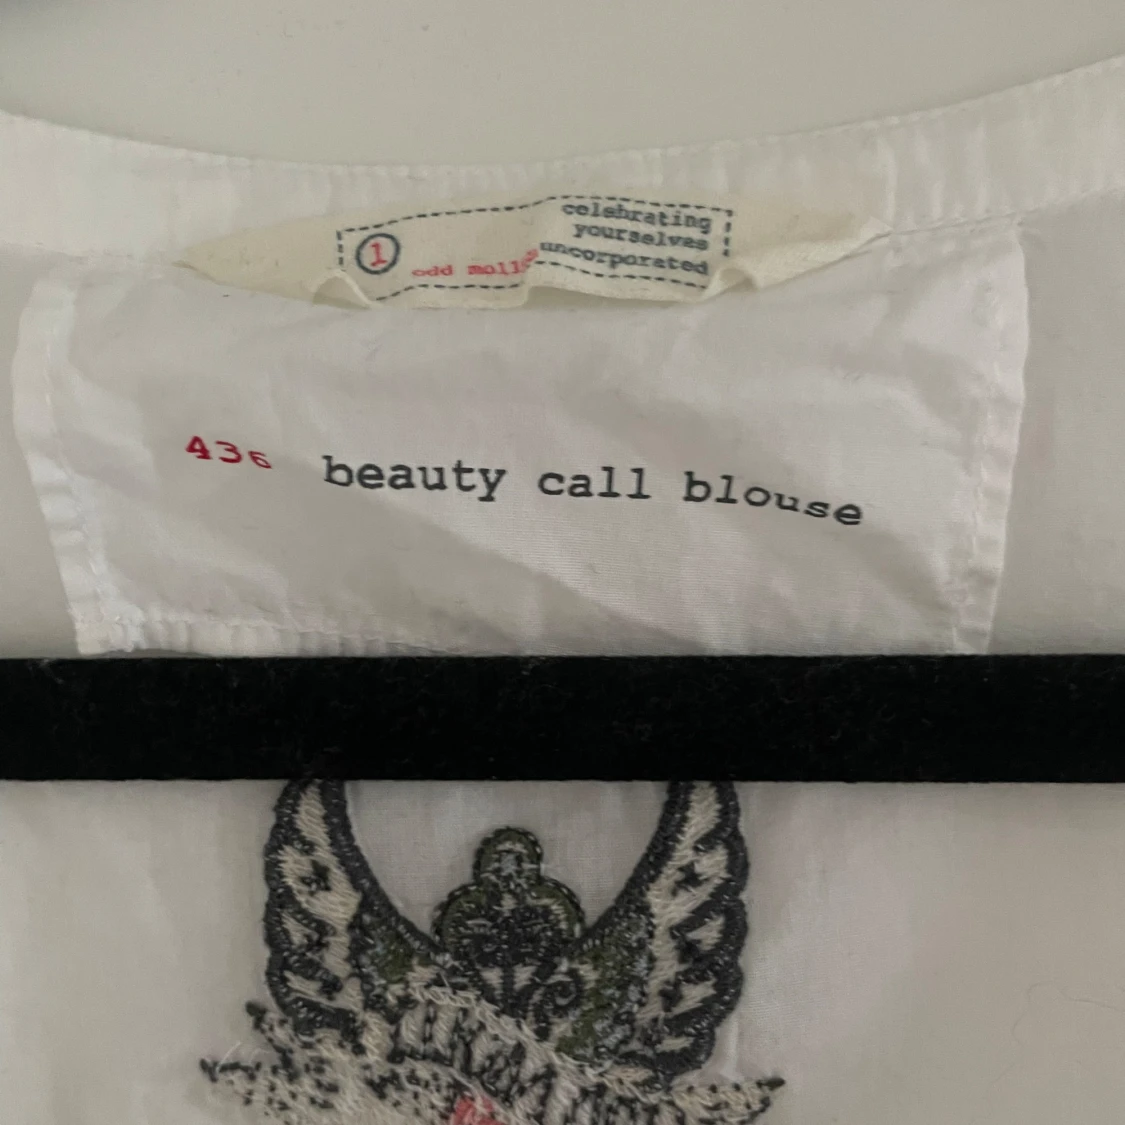 celebrating
yourselves
uncorporated
1 odd molly
436 beauty call blouse